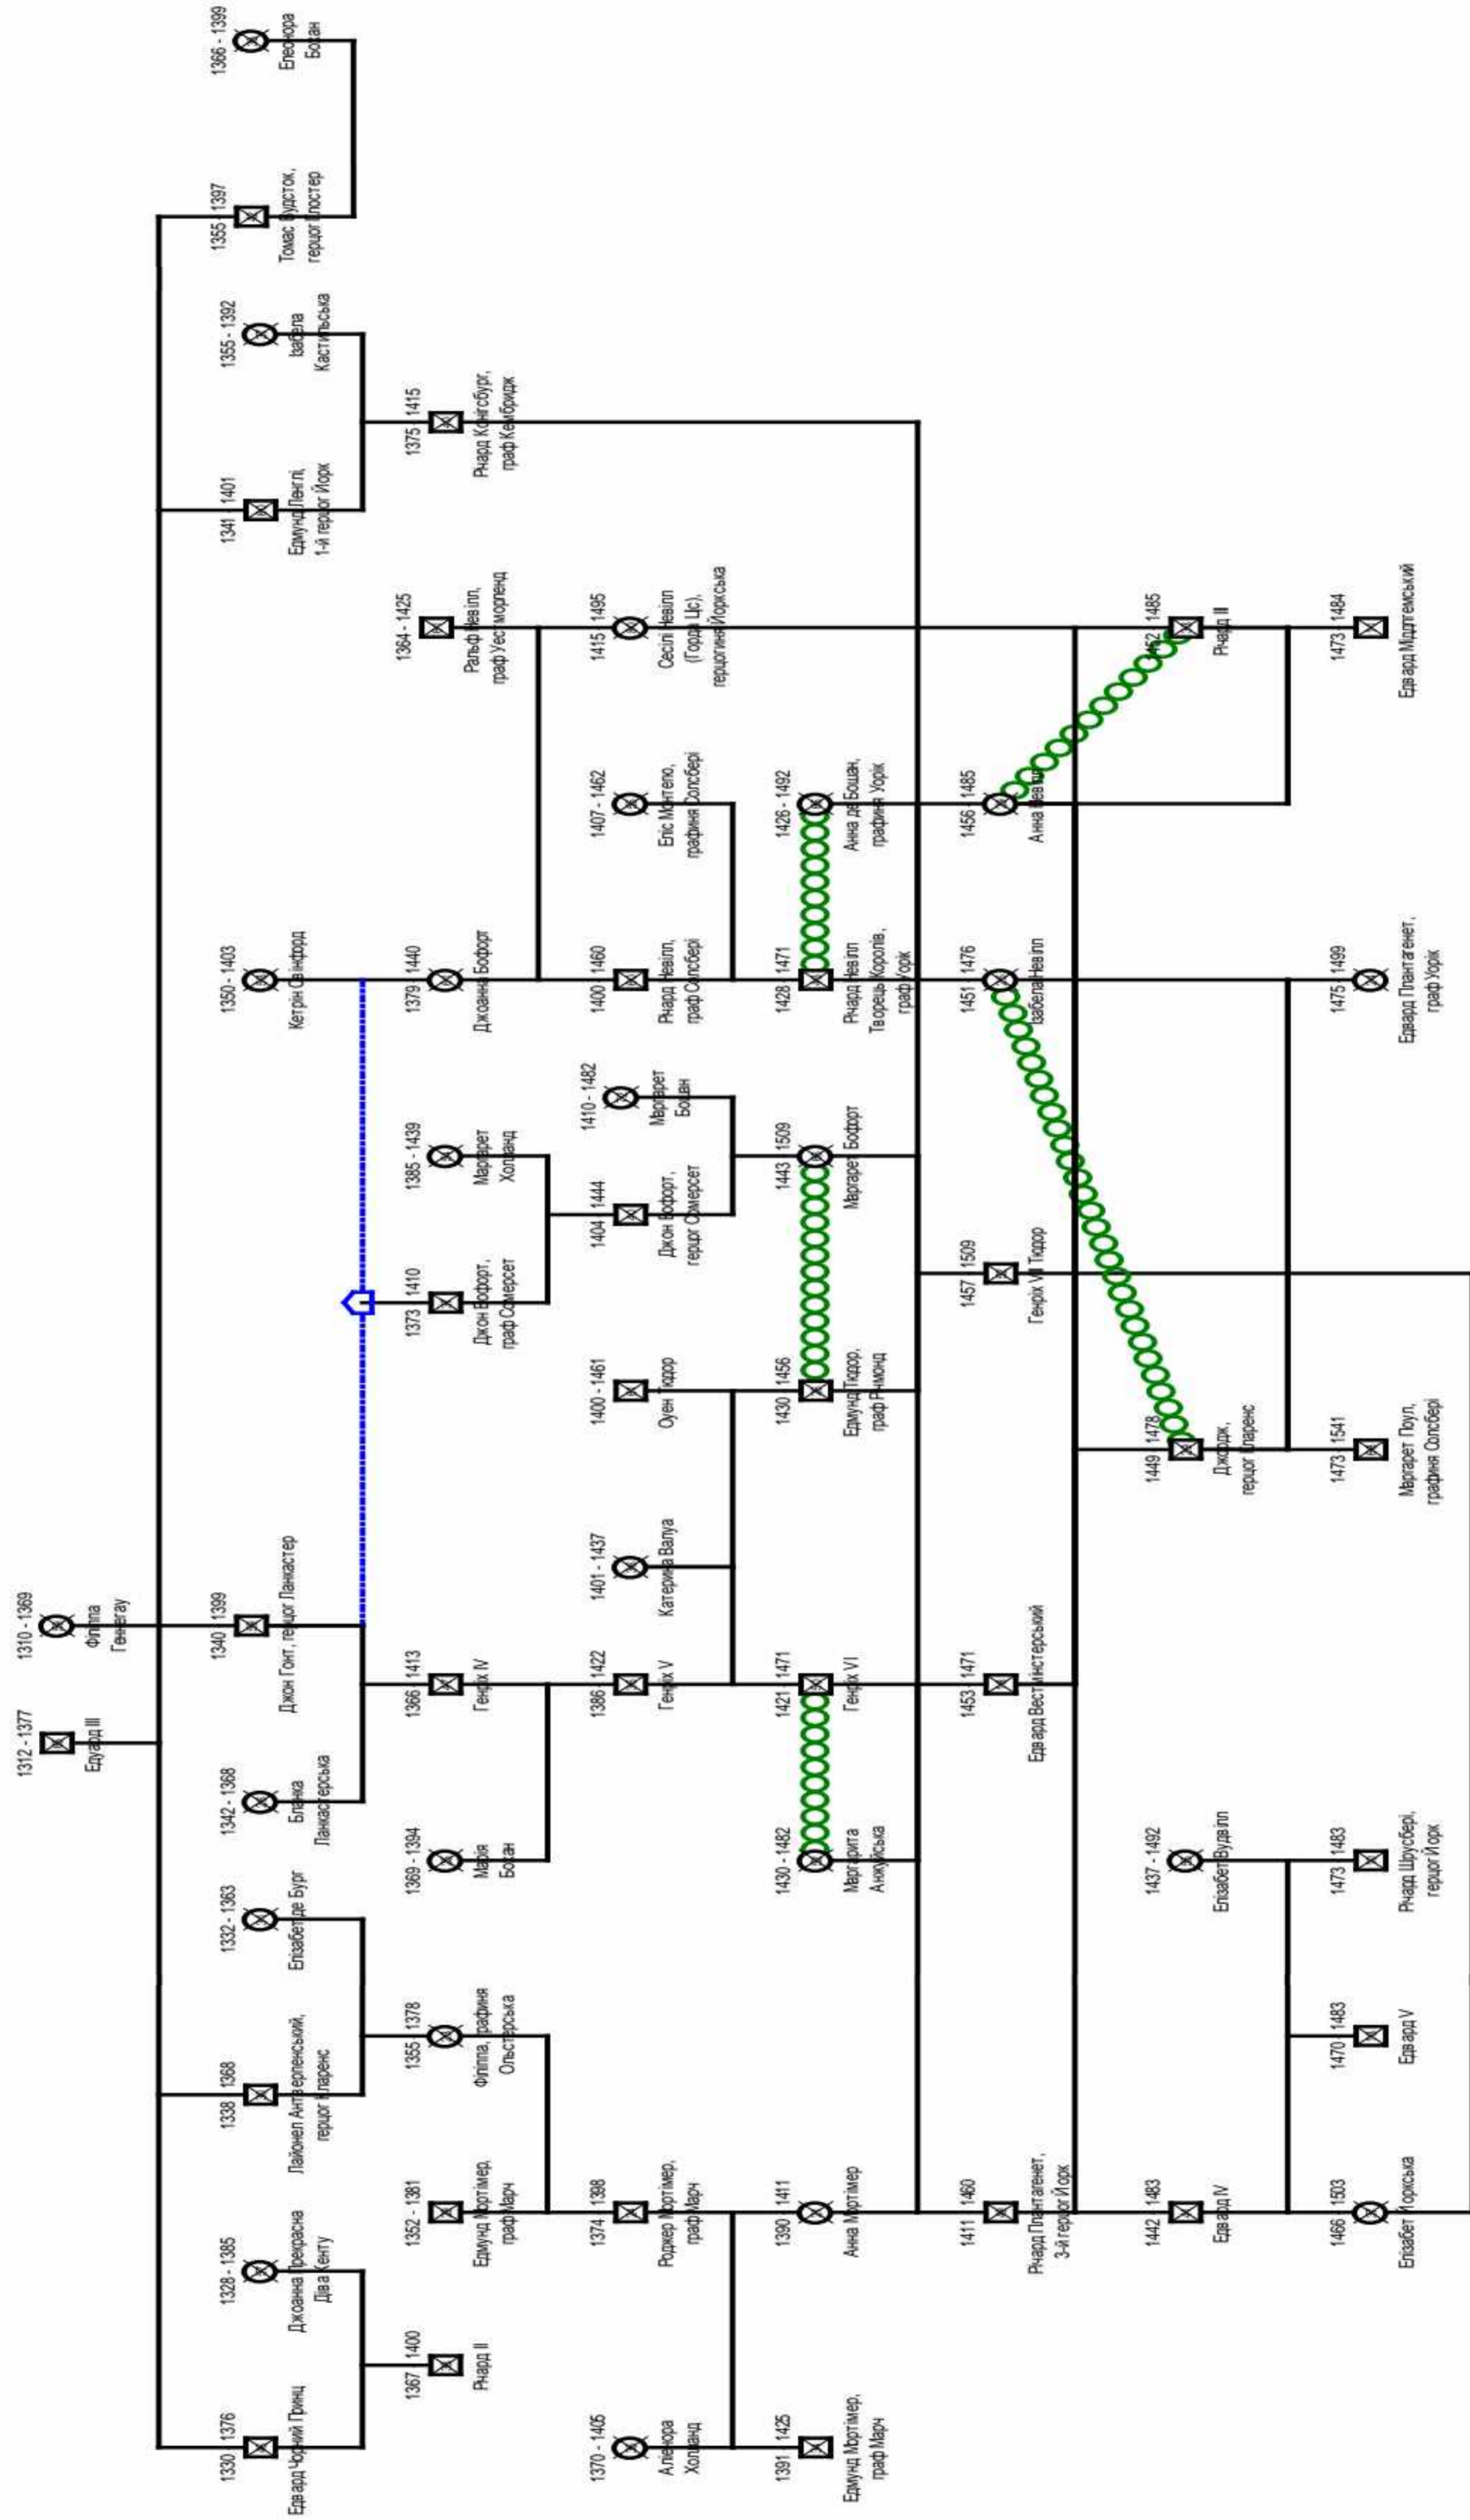 1312 - 1377
Едуард III
1310 - 1369
Філіппа
Геннегау
1330 1376
Едвард Чорний Принц
1328 - 1385
Джоанна Прекрасна
Діва Кенту
1338 1368
Лайонел Антверпенський,
герцог Кларенс
1332 - 1363
Елізабет де Бург
1342 - 1368
Бланка
Ланкастерська
1340 1399
Джон Гонт, герцог Ланкастер
1350 - 1403
Кетрін Свінфорд
1341 1401
Едмунд Ленглі,
1-й герцог Йорк
1355 - 1392
Ізабела
Кастильська
1355 1397
Томас Вудсток,
герцог Глостер
1366 - 1399
Елеонора
Бохан
1367 1400
Річард II
1352 - 1381
Едмунд Мортімер,
граф Марч
1355 1378
Філіппа, графиня
Ольстерська
1369 - 1394
Марія
Бохан
1366 1413
Генріх IV
1373 1410
Джон Бофорт,
граф Сомерсет
1385 - 1439
Маргарет
Холланд
1379 1440
Джоанна Бофорт
1364 - 1425
Ральф Невілл,
граф Уестморленд
1375 1415
Річард Конігсбург,
граф Кембридж
1370 - 1405
Аліенора
Холланд
1374 1398
Роджер Мортімер,
граф Марч
1386 1422
Генріх V
1401 - 1437
Катерина Валуа
1400 - 1461
Оуен Тюдор
1404 1444
Джон Бофорт,
герцог Сомерсет
1410 - 1482
Маргарет
Бошан
1400 1460
Річард Невілл,
граф Солсбері
1407 - 1462
Еліс Монтегю,
графиня Солсбері
1415 1495
Сесілі Невілл
(Горда Ціс),
герцогиня Йоркська
1391 1425
Едмунд Мортімер,
граф Марч
1390 1411
Анна Мортімер
1430 - 1482
Маргарита
Анжуйська
1421 1471
Генріх VI
1430 1456
Едмунд Тюдор,
граф Річмонд
1443 1509
Маргарет Бофорт
1428 1471
Річард Невілл
Творець Королів,
граф Уорік
1426 - 1492
Анна де Бошан,
графиня Уорік
1411 1460
Річард Плантагенет,
3-й герцог Йорк
1453 1471
Едвард Вестмінстерський
1457 1509
Генріх VII Тюдор
1451 1476
Ізабела Невілл
1456 1485
Анна Невілл
1442 1483
Едвард IV
1437 - 1492
Елізабет Вудвілл
1449 1478
Джордж,
герцог Кларенс
1452 1485
Річард III
1466 1503
Елізабет Йоркська
1470 1483
Едвард V
1473 1483
Річард Шрусбері,
герцог Йорк
1473 1541
Маргарет Поул,
графиня Солсбері
1475 1499
Едвард Плантагенет,
граф Уорік
1473 1484
Едвард Міддлгемський